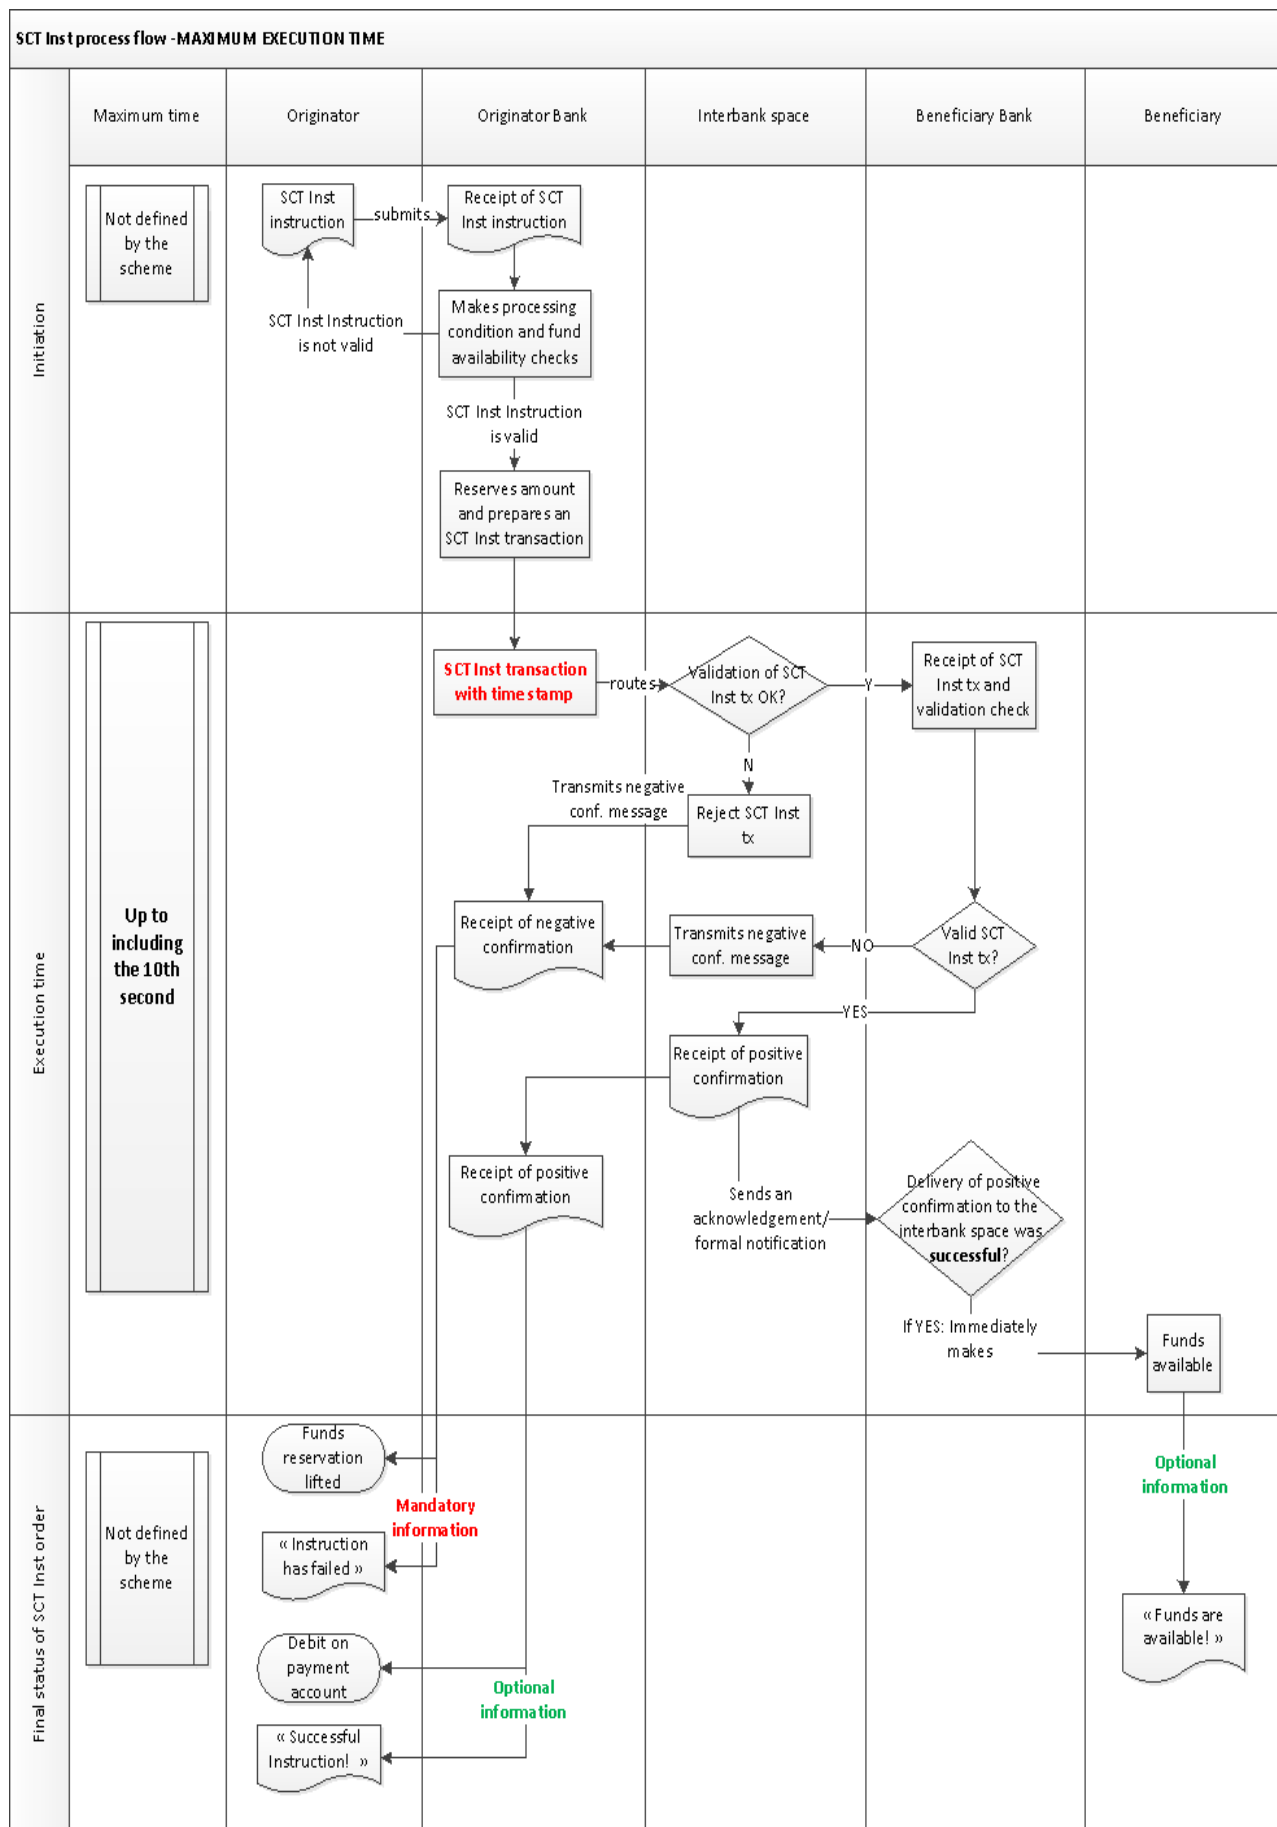 SCT Inst process flow -MAXIMUM EXECUTION TIME
Maximum time
Originator
Originator Bank
Interbank space
Beneficiary Bank
Beneficiary
Initiation
Not defined
by the
scheme
SCT Inst
instruction
submits
Receipt of SCT
Inst instruction
SCT Inst Instruction
is not valid
Makes processing
condition and fund
availability checks
SCT Inst Instruction
is valid
Reserves amount
and prepares an
SCT Inst transaction
Execution time
Up to
including
the 10th
second
SCT Inst transaction
with time stamp
routes
Validation of SCT
Inst tx OK?
Y
Receipt of SCT
Inst tx and
validation check
N
Transmits negative
conf. message
Reject SCT Inst
tx
Receipt of negative
confirmation
Transmits negative
conf. message
NO
Valid SCT
Inst tx?
YES
Receipt of positive
confirmation
Receipt of positive
confirmation
Sends an
acknowledgement/
formal notification
Delivery of positive
confirmation to the
interbank space was
successful?
If YES: Immediately
makes
Funds
available
Final status of SCT Inst order
Not defined
by the
scheme
Funds
reservation
lifted
Mandatory
information
« Instruction
has failed »
Debit on
payment
account
Optional
information
« Successful
Instruction! »
Optional
information
« Funds are
available! »